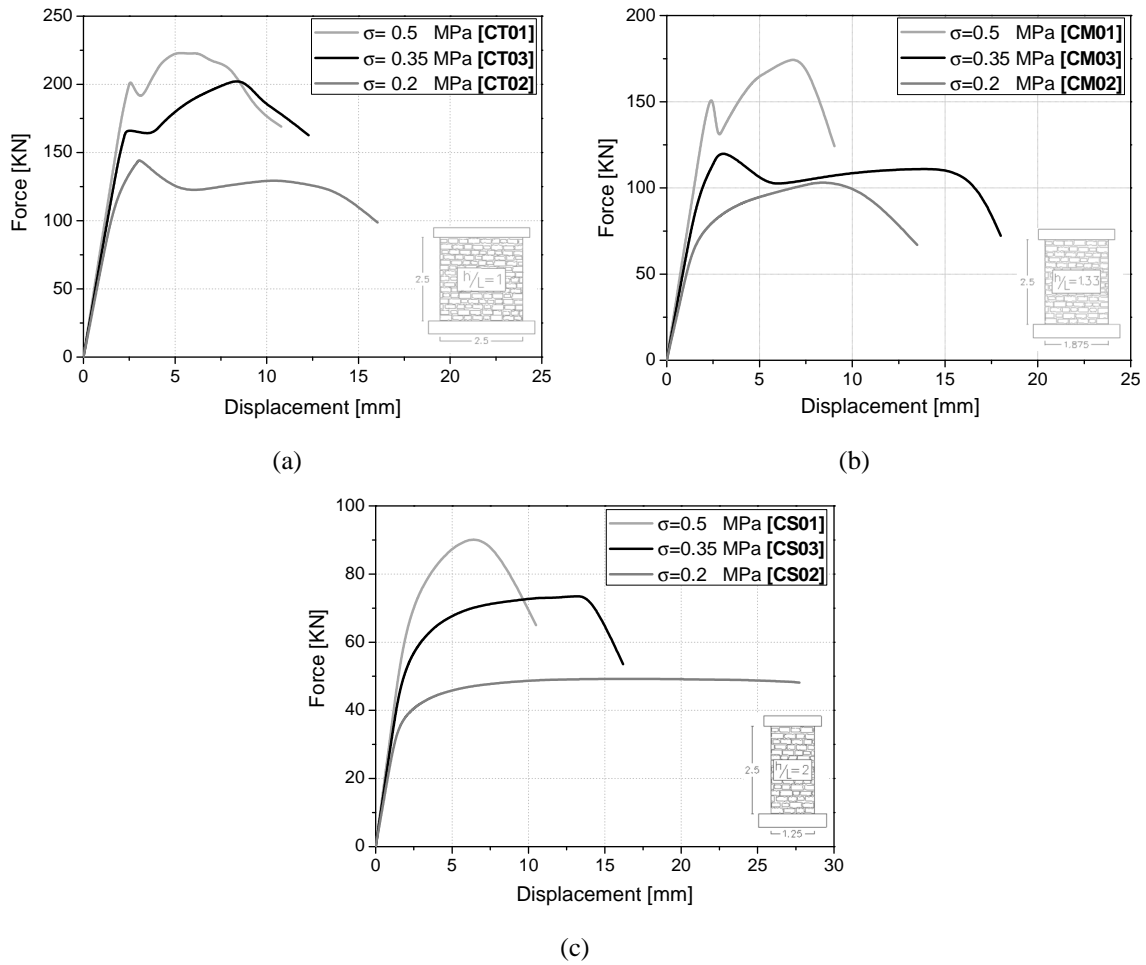 σ= 0.5 MPa [CT01]
σ= 0.35 MPa [CT03]
σ= 0.2 MPa [CT02]
250
225
200
150
100
50
0
Force [KN]
0 5 10 15 20 25
Displacement [mm]
2.5
h/L=1
2.5
(a)
σ=0.5 MPa [CM01]
σ=0.35 MPa [CM03]
σ=0.2 MPa [CM02]
200
150
100
50
0
Force [KN]
0 5 10 15 20 25
Displacement [mm]
2.5
h/L=1.33
1.875
(b)
σ=0.5 MPa [CS01]
σ=0.35 MPa [CS03]
σ=0.2 MPa [CS02]
100
80
60
40
20
0
Force [KN]
0 5 10 15 20 25 30
Displacement [mm]
2.5
h/L=2
1.25
(c)